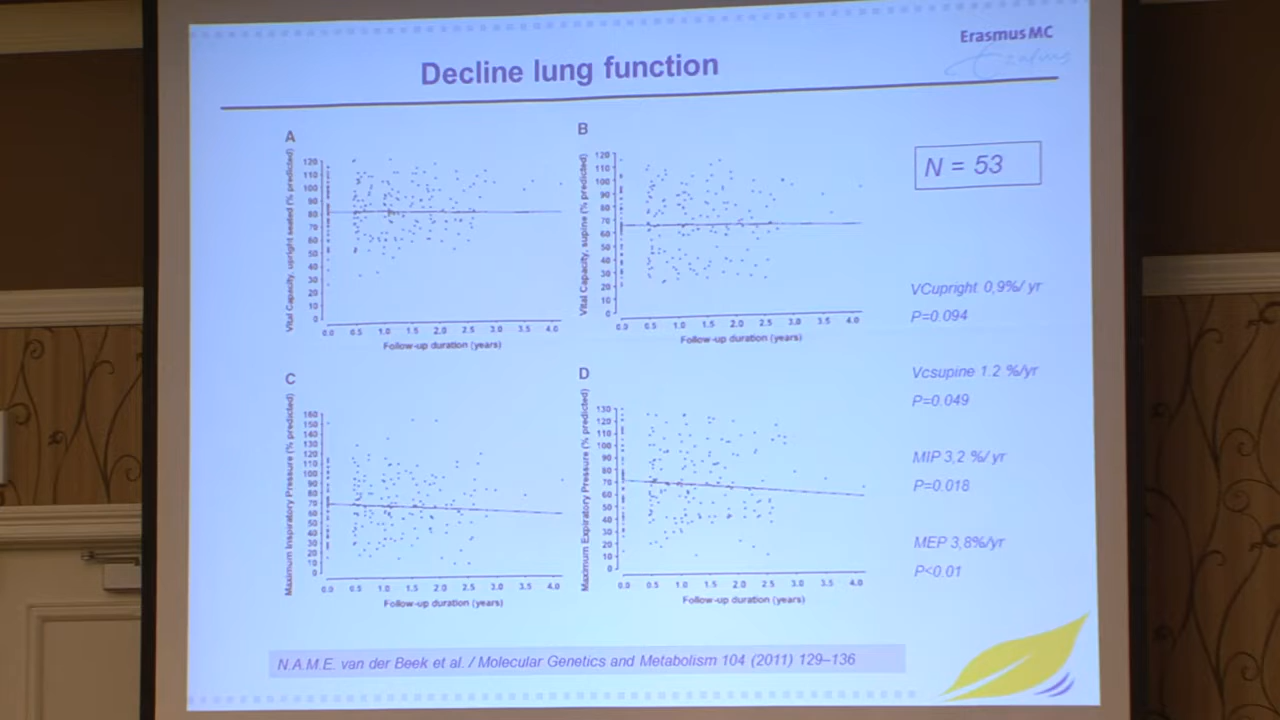 Erasmus MC
Erasmus
Decline lung function
A
Vital Capacity, upright seated (% predicted)
120
110
100
90
80
70
60
50
40
30
20
10
0
0.0 0.5 1.0 1.5 2.0 2.5 3.0 3.5 4.0
Follow-up duration (years)
B
Vital Capacity, supine (% predicted)
120
110
100
90
80
70
60
50
40
30
20
10
0
0.0 0.5 1.0 1.5 2.0 2.5 3.0 3.5 4.0
Follow-up duration (years)
N = 53
VCupright 0,9%/ yr
P=0.094
Vcsupine 1.2 %/yr
P=0.049
MIP 3,2 %/ yr
P=0.018
MEP 3,8%/yr
P<0.01
C
Maximum Inspiratory Pressure (% predicted)
160
150
140
130
120
110
100
90
80
70
60
50
40
30
20
10
0
0.0 0.5 1.0 1.5 2.0 2.5 3.0 3.5 4.0
Follow-up duration (years)
D
Maximum Expiratory Pressure (% predicted)
130
120
110
100
90
80
70
60
50
40
30
20
10
0
0.0 0.5 1.0 1.5 2.0 2.5 3.0 3.5 4.0
Follow-up duration (years)
N.A.M.E. van der Beek et al. / Molecular Genetics and Metabolism 104 (2011) 129–136